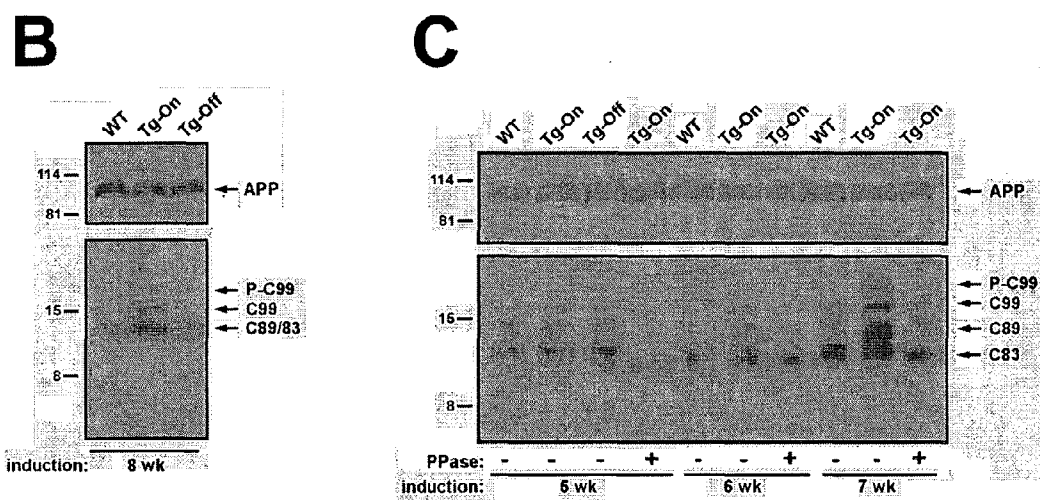 B
WT Tg-On Tg-Off
114
81
APP
P-C99
15
C99
C89/83
8
induction: 8 wk
C
WT Tg-On Tg-Off Tg-On WT Tg-On Tg-On WT Tg-On Tg-On
114
81
APP
P-C99
C99
15
C89
C83
8
PPase: - - - + - - + - - +
induction: 5 wk 6 wk 7 wk